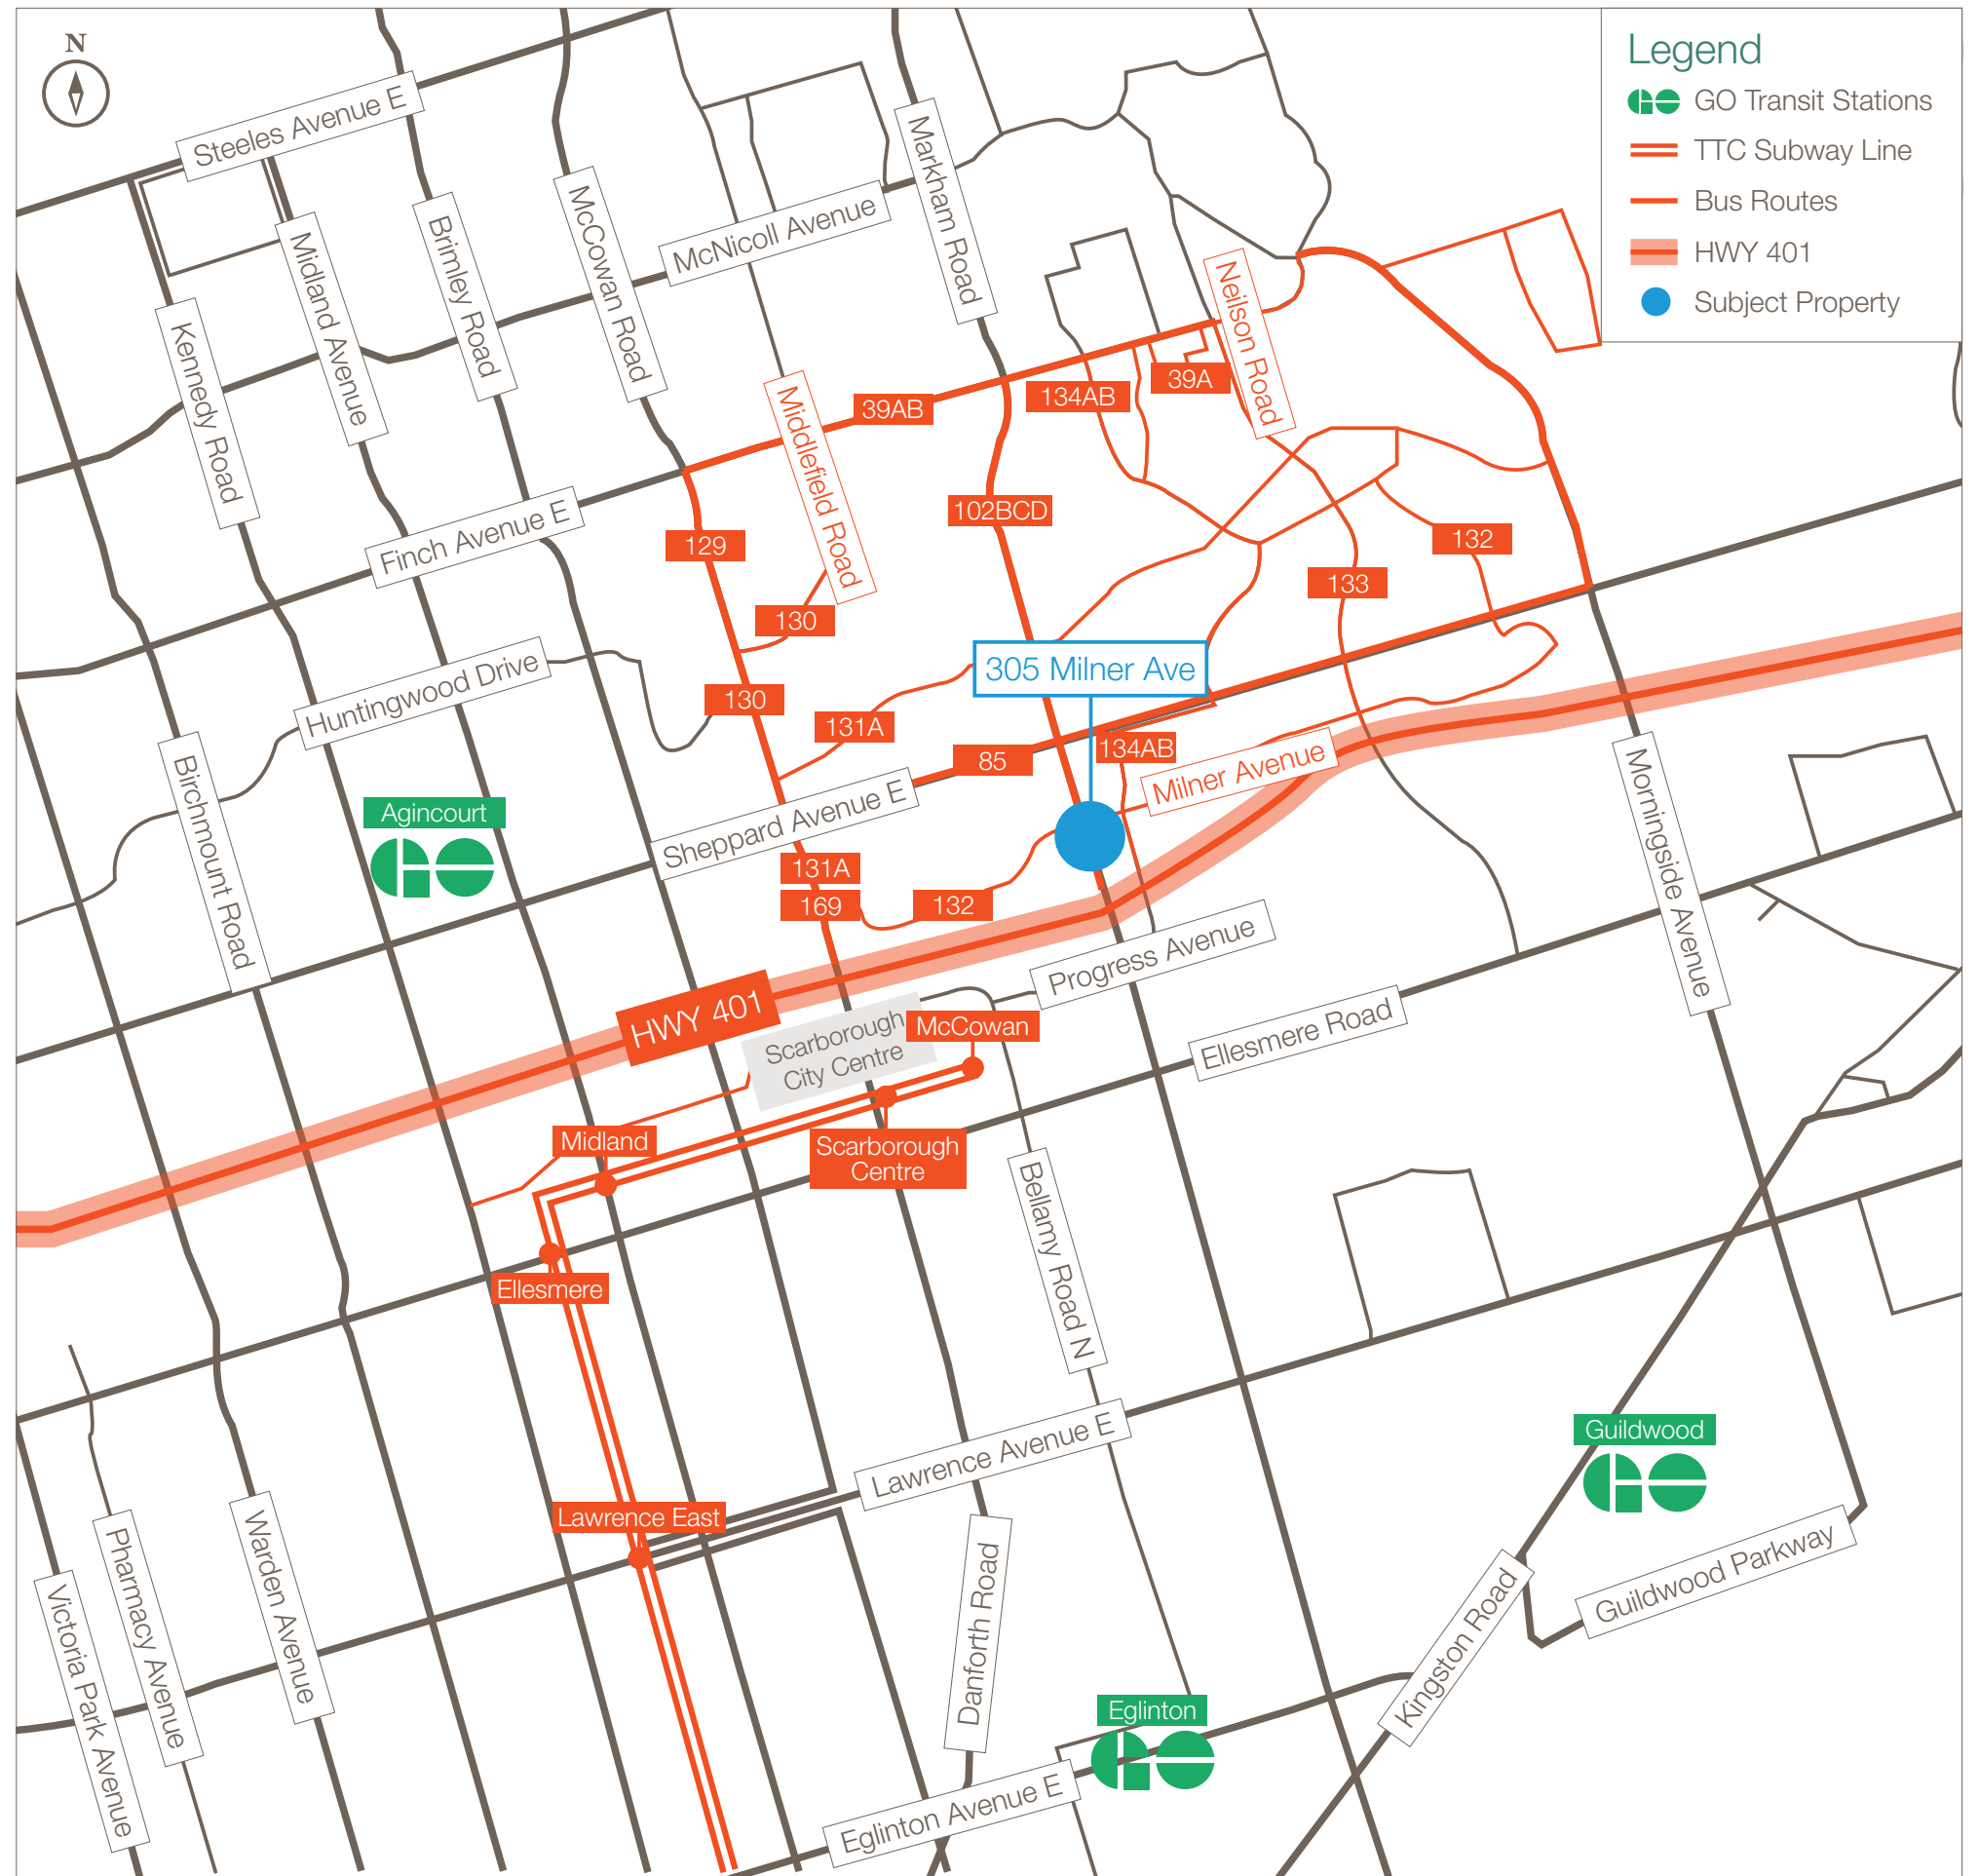 N
Legend
GO Transit Stations
TTC Subway Line
Bus Routes
HWY 401
Subject Property
Steeles Avenue E
Markham Road
McCowan Road
McNicoll Avenue
Brimley Road
Midland Avenue
Neilson Road
Kennedy Road
Middlefield Road
39A
134AB
39AB
102BCD
Finch Avenue E
129
132
133
130
305 Milner Ave
Huntingwood Drive
130
131A
134AB
85
Milner Avenue
Birchmount Road
Morningside Avenue
Agincourt
Sheppard Avenue E
131A
169
132
Progress Avenue
HWY 401
Scarborough
City Centre
McCowan
Ellesmere Road
Midland
Scarborough
Centre
Bellamy Road N
Ellesmere
Lawrence Avenue E
Guildwood
Lawrence East
Warden Avenue
Pharmacy Avenue
Victoria Park Avenue
Danforth Road
Guildwood Parkway
Kingston Road
Eglinton
Eglinton Avenue E